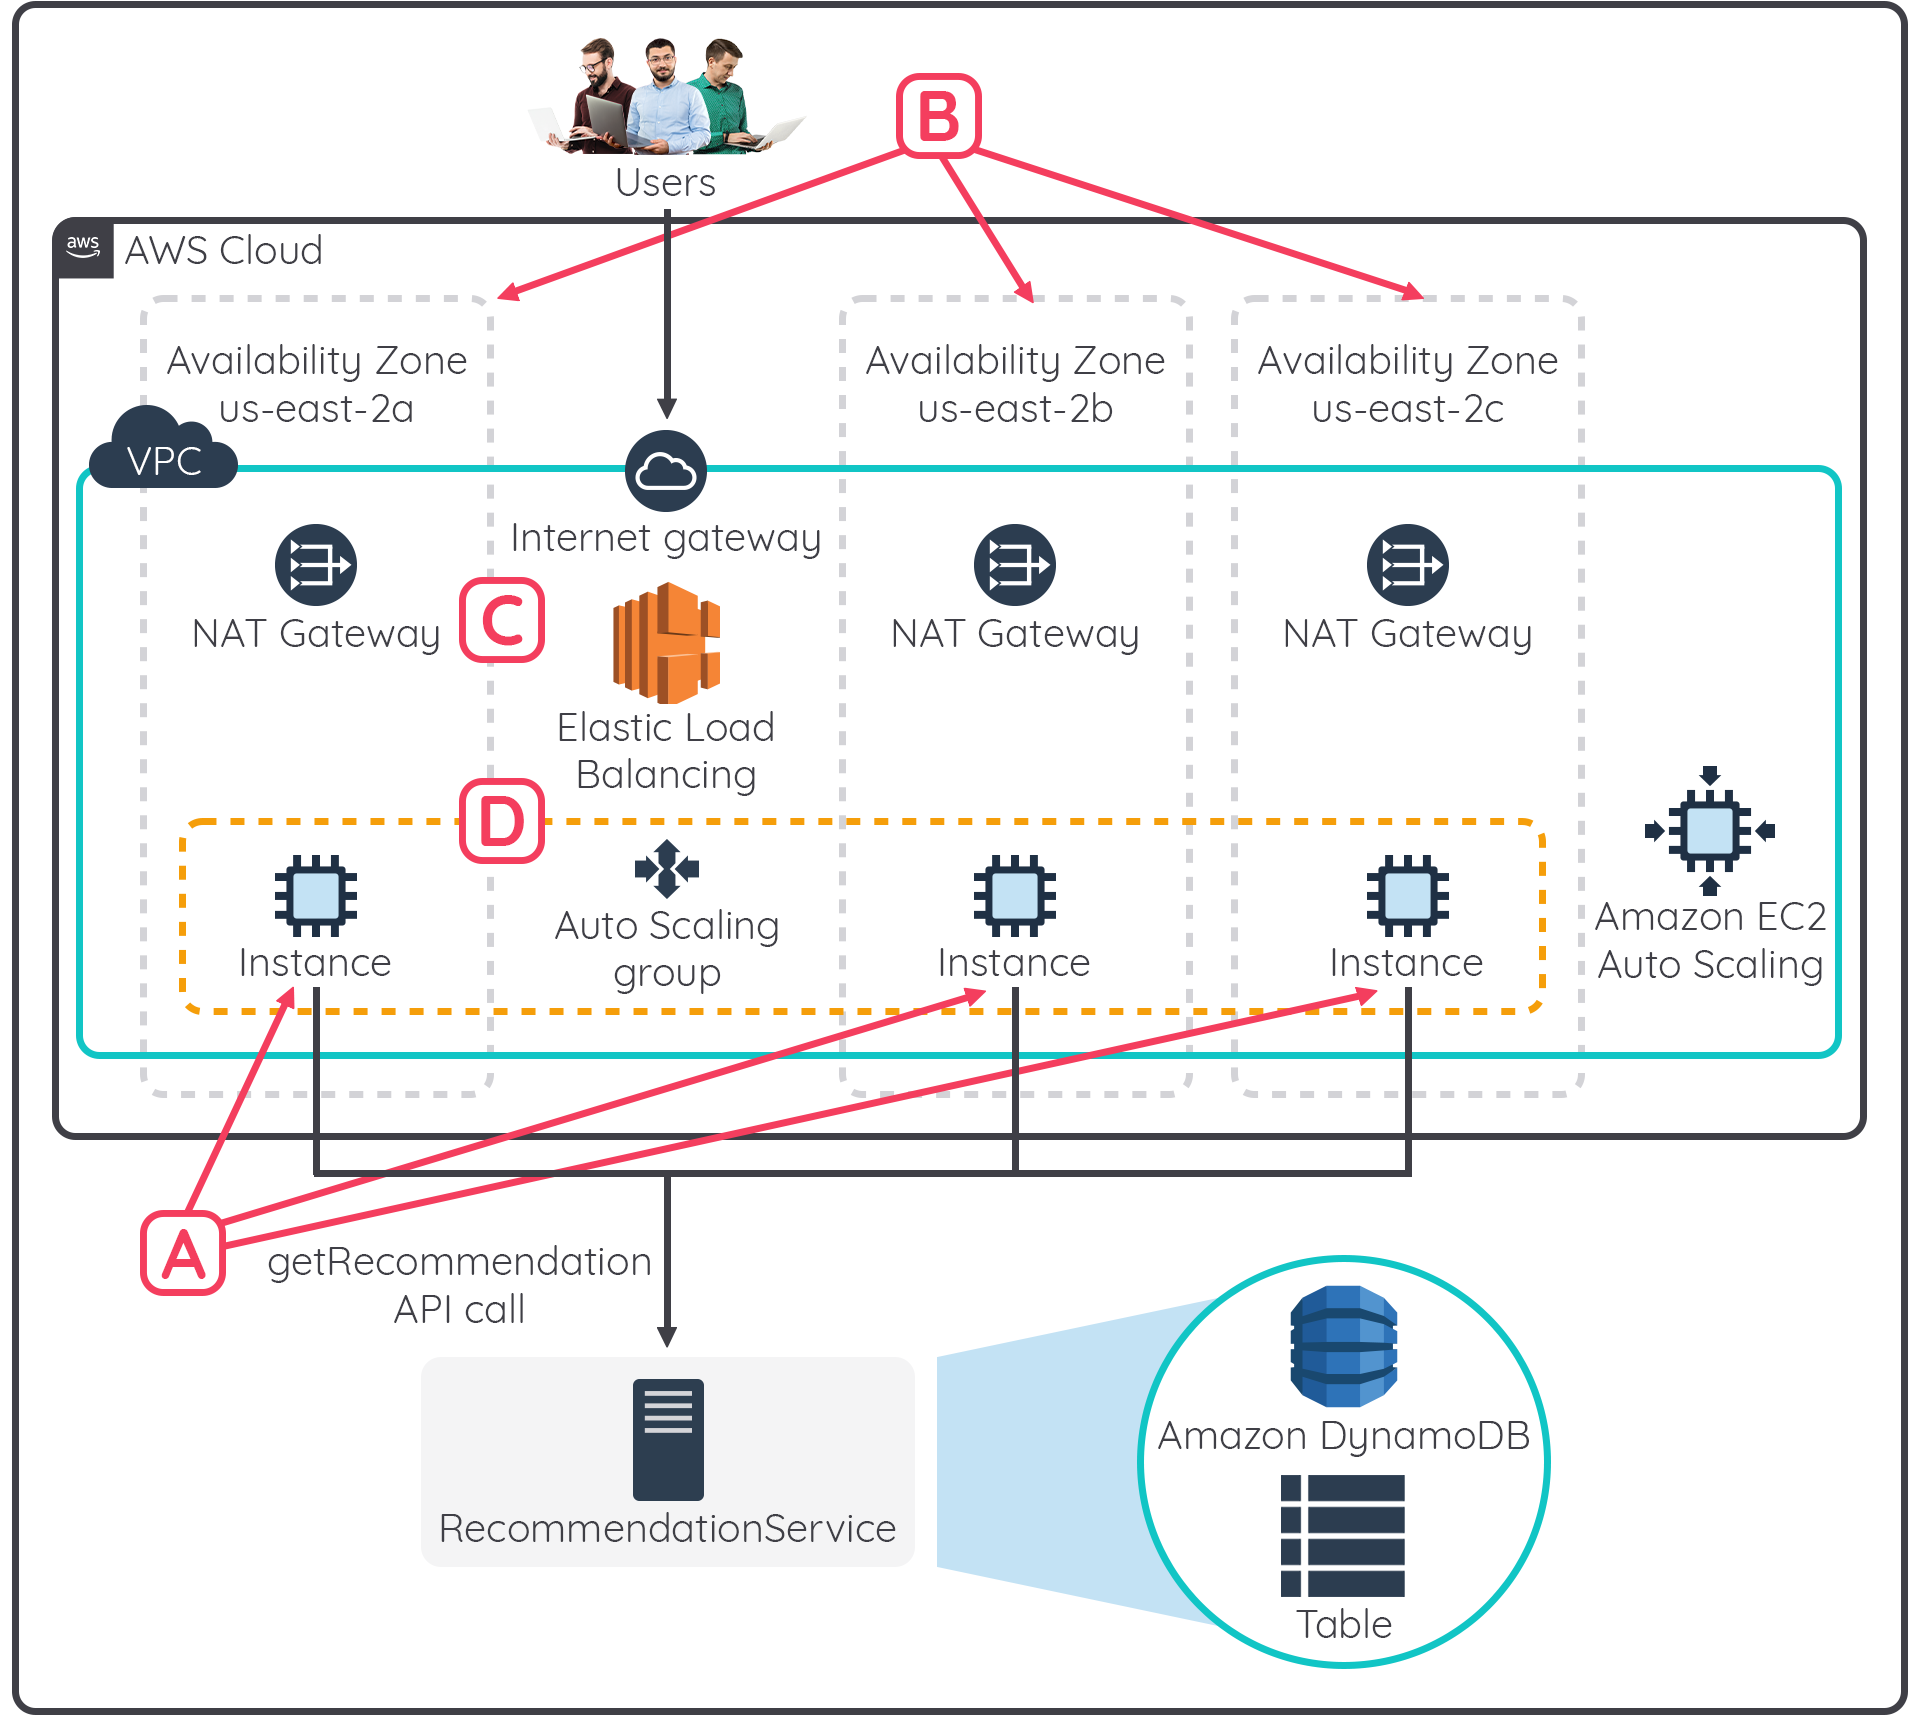 B
Users
aws
AWS Cloud
Availability Zone
us-east-2a
Availability Zone
us-east-2b
Availability Zone
us-east-2c
VPC
Internet gateway
NAT Gateway
C
NAT Gateway
NAT Gateway
Elastic Load
Balancing
D
Instance
Auto Scaling
group
Instance
Instance
Amazon EC2
Auto Scaling
A
getRecommendation
API call
RecommendationService
Amazon DynamoDB
Table